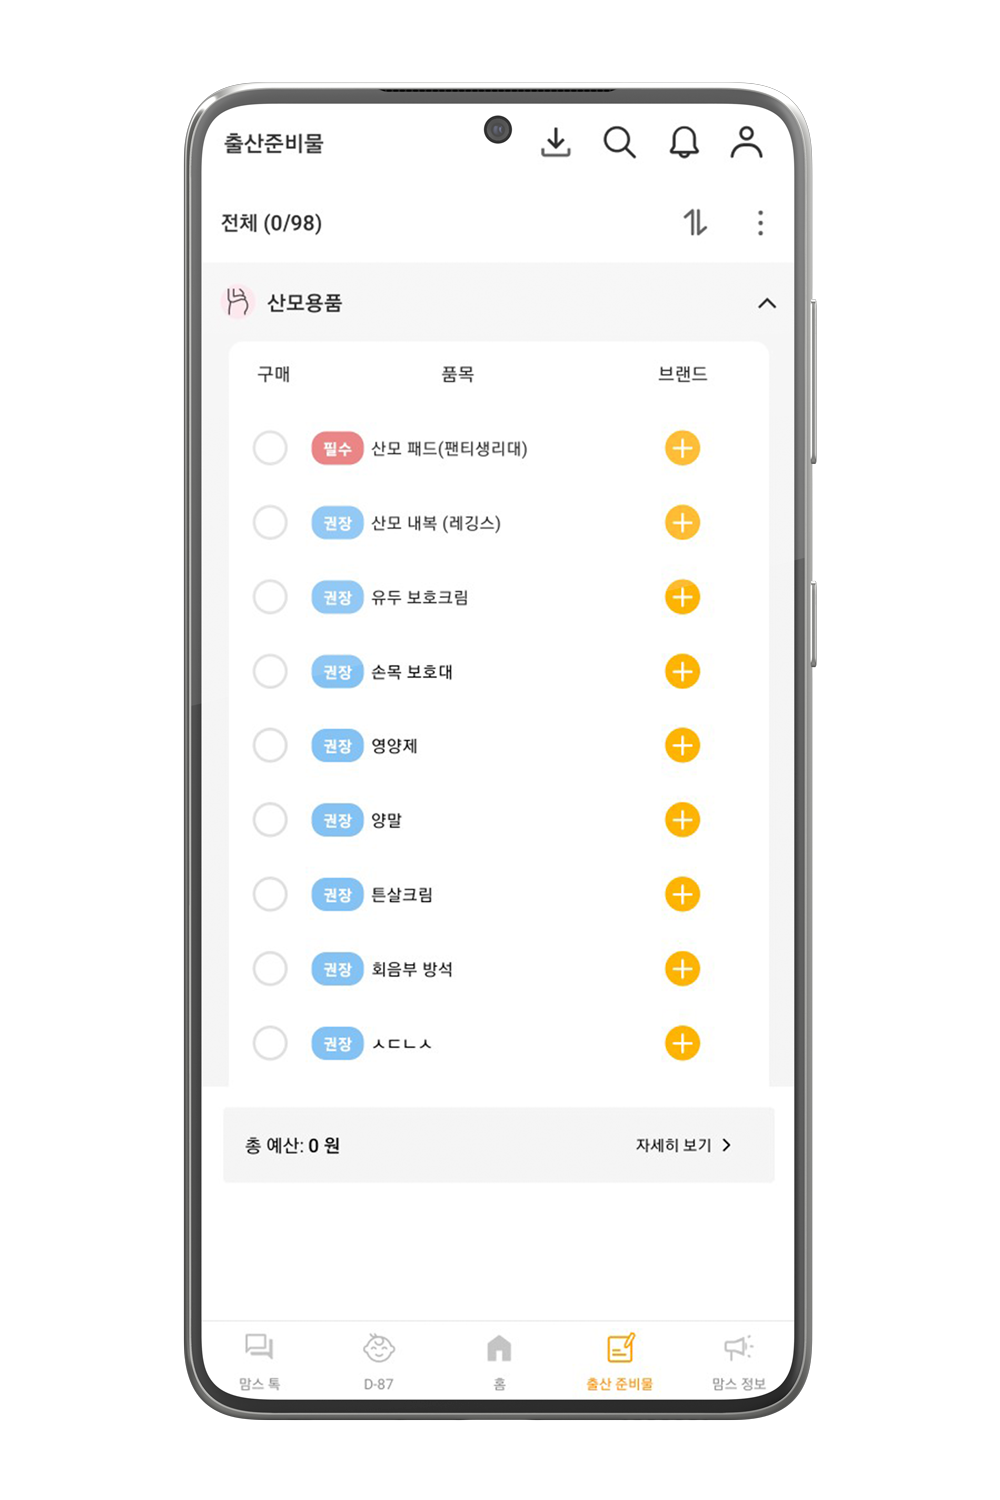 출산준비물
전체 (0/98)
산모용품
구매 품목 브랜드
필수 산모 패드(팬티생리대)
권장 산모 내복 (레깅스)
권장 유두 보호크림
권장 손목 보호대
권장 영양제
권장 양말
권장 튼살크림
권장 회음부 방석
권장 ㅅㄷㄴㅅ
총 예산: 0 원 자세히 보기
맘스 톡 D-87 홈 출산 준비물 맘스 정보